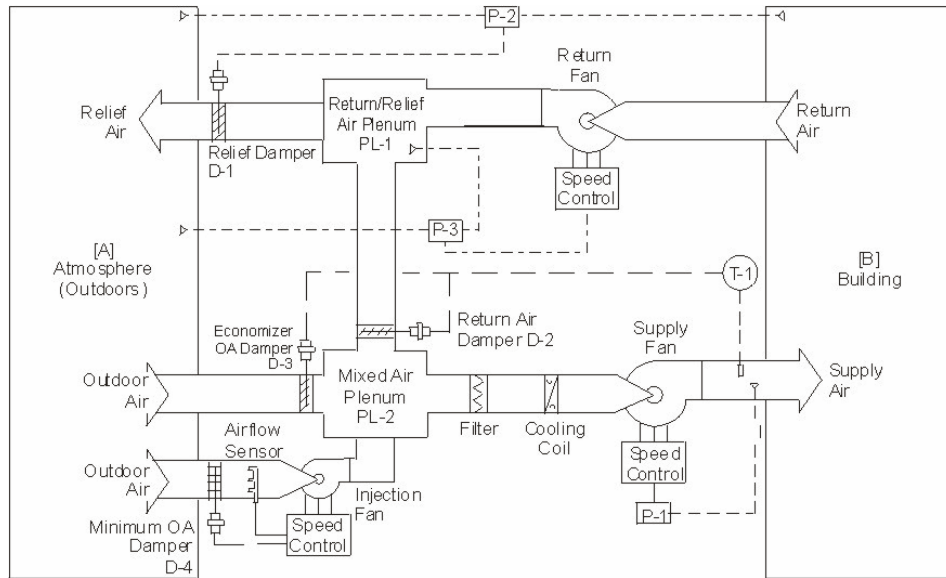 P-2
Return
Fan
Relief
Air
Return/Relief
Air Plenum
PL-1
Return
Air
Relief Damper
D-1
Speed
Control
P-3
[A]
Atmosphere
(Outdoors)
[B]
Building
T-1
Economizer
OA Damper
D-3
Return Air
Damper D-2
Supply
Fan
Outdoor
Air
Mixed Air
Plenum
PL-2
Supply
Air
Filter
Cooling
Coil
Airflow
Sensor
Outdoor
Air
Injection
Fan
Speed
Control
P-1
Minimum OA
Damper
D-4
Speed
Control